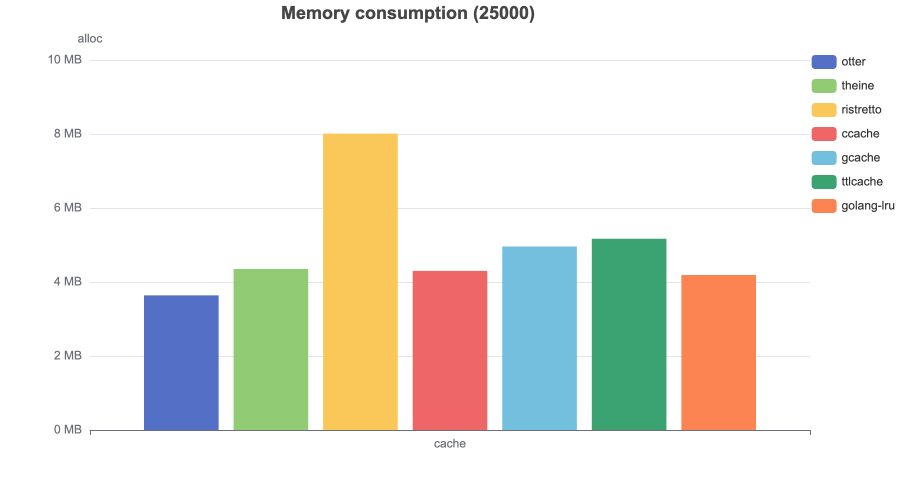 Memory consumption (25000)
alloc
10 MB
8 MB
6 MB
4 MB
2 MB
0 MB
cache
otter
theine
ristretto
ccache
gcache
ttlcache
golang-lru